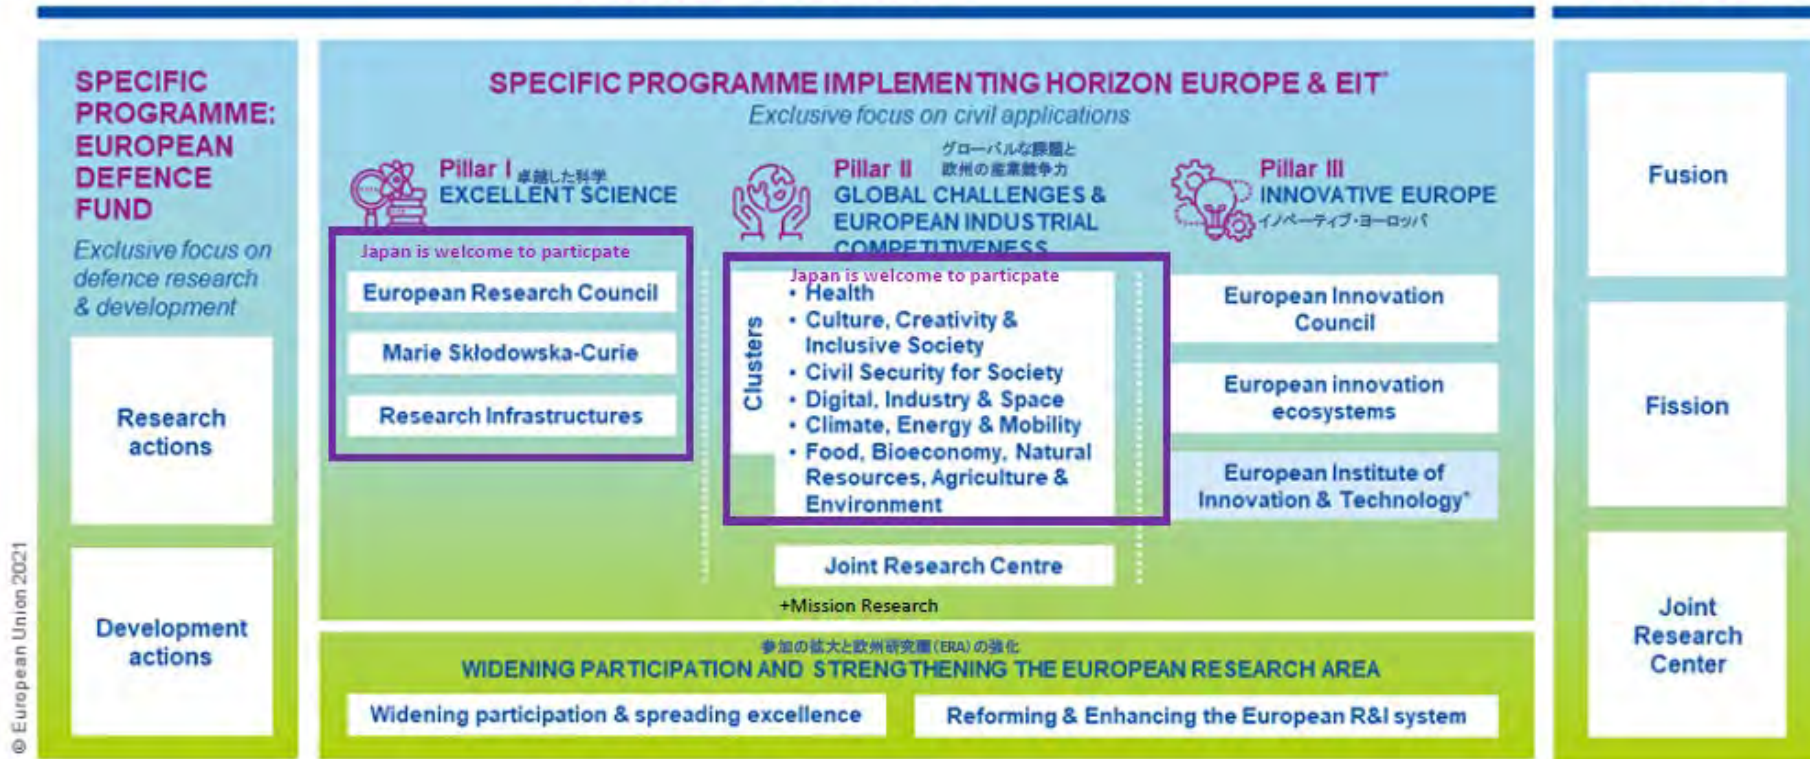 SPECIFIC
PROGRAMME:
EUROPEAN
DEFENCE
FUND
Exclusive focus on
defence research
& development
Research
actions
Development
actions
© European Union 2021
SPECIFIC PROGRAMME IMPLEMENTING HORIZON EUROPE & EIT*
Exclusive focus on civil applications
Pillar I 卓越した科学
EXCELLENT SCIENCE
Japan is welcome to particpate
European Research Council
Marie Skłodowska-Curie
Research Infrastructures
グローバルな課題と
Pillar II 欧州の産業競争力
GLOBAL CHALLENGES &
EUROPEAN INDUSTRIAL
COMPETITIVENESS
Japan is welcome to particpate
Clusters
• Health
• Culture, Creativity &
Inclusive Society
• Civil Security for Society
• Digital, Industry & Space
• Climate, Energy & Mobility
• Food, Bioeconomy, Natural
Resources, Agriculture &
Environment
Joint Research Centre
+Mission Research
Pillar III
INNOVATIVE EUROPE
イノベーティブ・ヨーロッパ
European Innovation
Council
European innovation
ecosystems
European Institute of
Innovation & Technology*
参加の拡大と欧州研究圏(ERA)の強化
WIDENING PARTICIPATION AND STRENGTHENING THE EUROPEAN RESEARCH AREA
Widening participation & spreading excellence
Reforming & Enhancing the European R&I system
Fusion
Fission
Joint
Research
Center